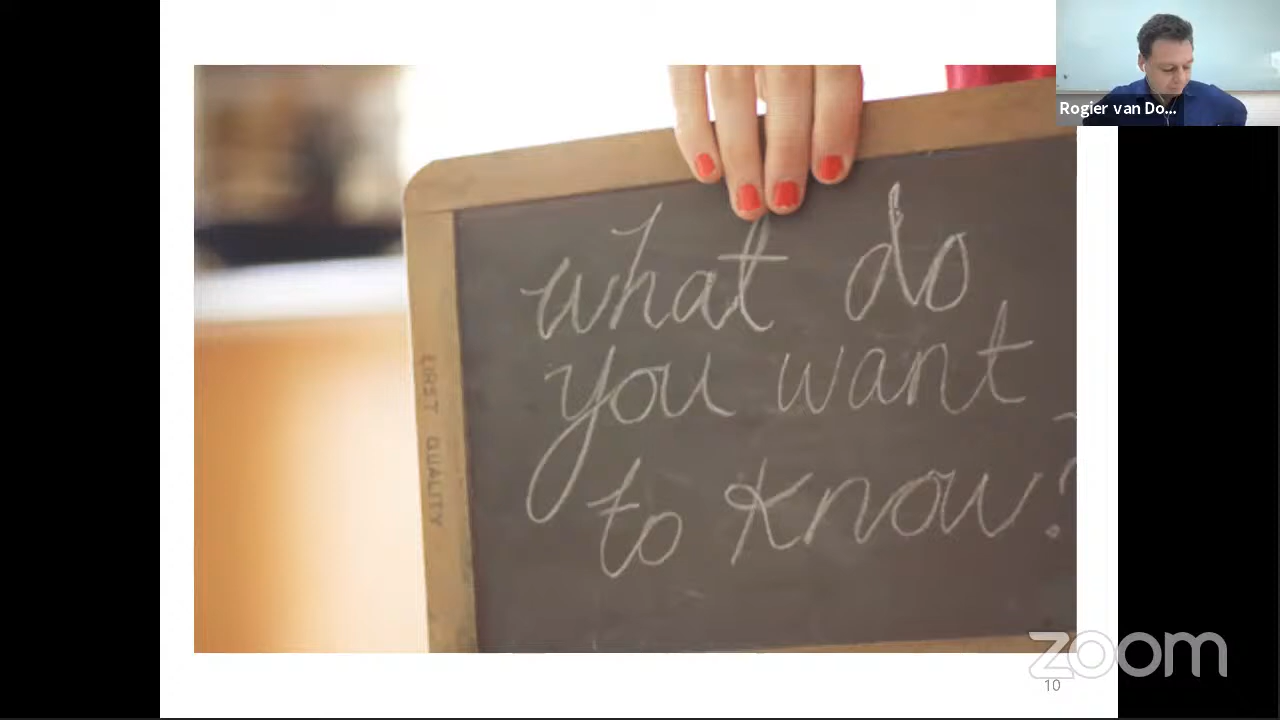 Rogier van Do...
what do
you want
to know?
FIRST QUALITY
zoom
10